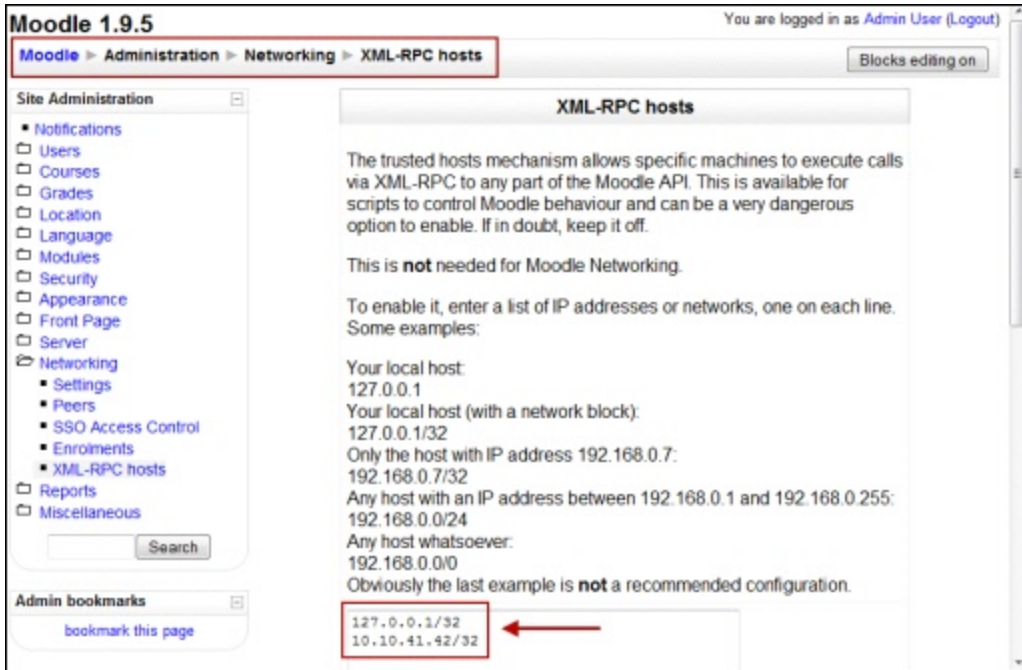 Moodle 1.9.5
You are logged in as Admin User (Logout)
Moodle ► Administration ► Networking ► XML-RPC hosts
Blocks editing on
Site Administration
Notifications
Users
Courses
Grades
Location
Language
Modules
Security
Appearance
Front Page
Server
Networking
Settings
Peers
SSO Access Control
Enrolments
XML-RPC hosts
Reports
Miscellaneous
Search
Admin bookmarks
bookmark this page
XML-RPC hosts
The trusted hosts mechanism allows specific machines to execute calls
via XML-RPC to any part of the Moodle API. This is available for
scripts to control Moodle behaviour and can be a very dangerous
option to enable. If in doubt, keep it off.
This is not needed for Moodle Networking.
To enable it, enter a list of IP addresses or networks, one on each line.
Some examples:
Your local host:
127.0.0.1
Your local host (with a network block):
127.0.0.1/32
Only the host with IP address 192.168.0.7:
192.168.0.7/32
Any host with an IP address between 192.168.0.1 and 192.168.0.255:
192.168.0.0/24
Any host whatsoever:
192.168.0.0/0
Obviously the last example is not a recommended configuration.
127.0.0.1/32
10.10.41.42/32